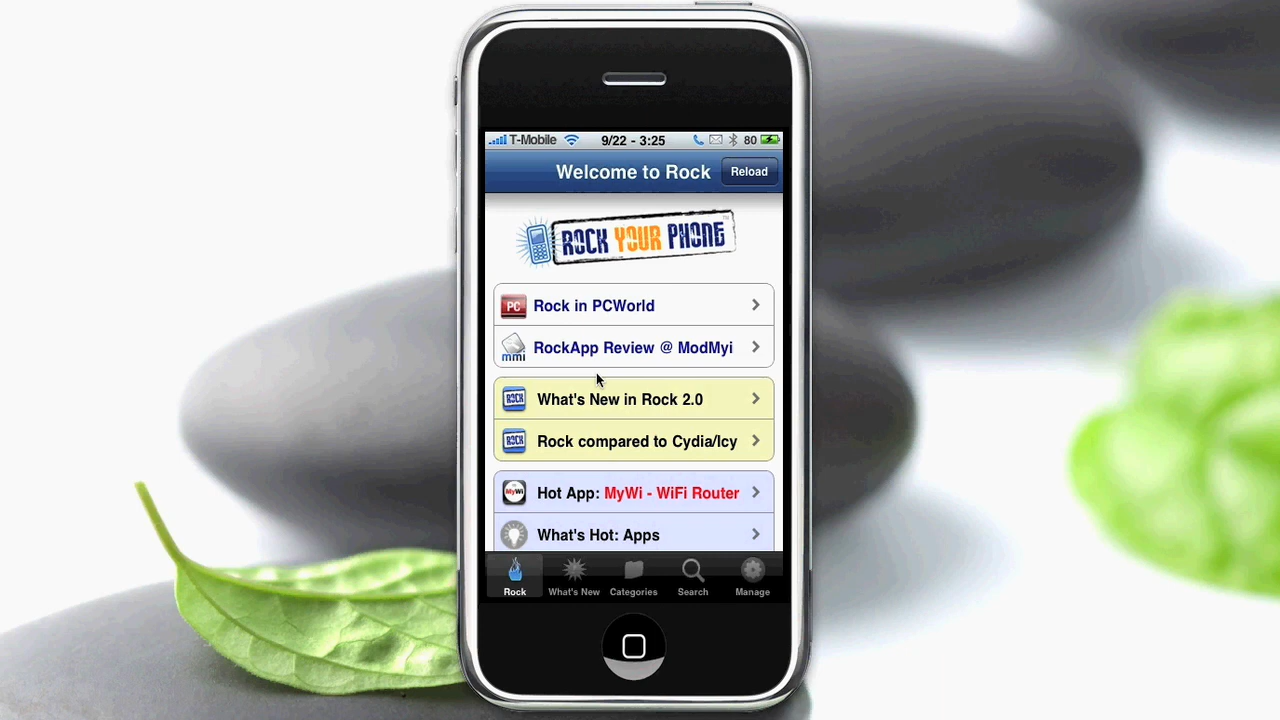 T-Mobile 9/22 - 3:25 80
Welcome to Rock Reload
ROCK YOUR PHONE
PC Rock in PCWorld
mmi RockApp Review @ ModMyi
ROCK What's New in Rock 2.0
ROCK Rock compared to Cydia/Icy
MyWi Hot App: MyWi - WiFi Router
What's Hot: Apps
Rock What's New Categories Search Manage